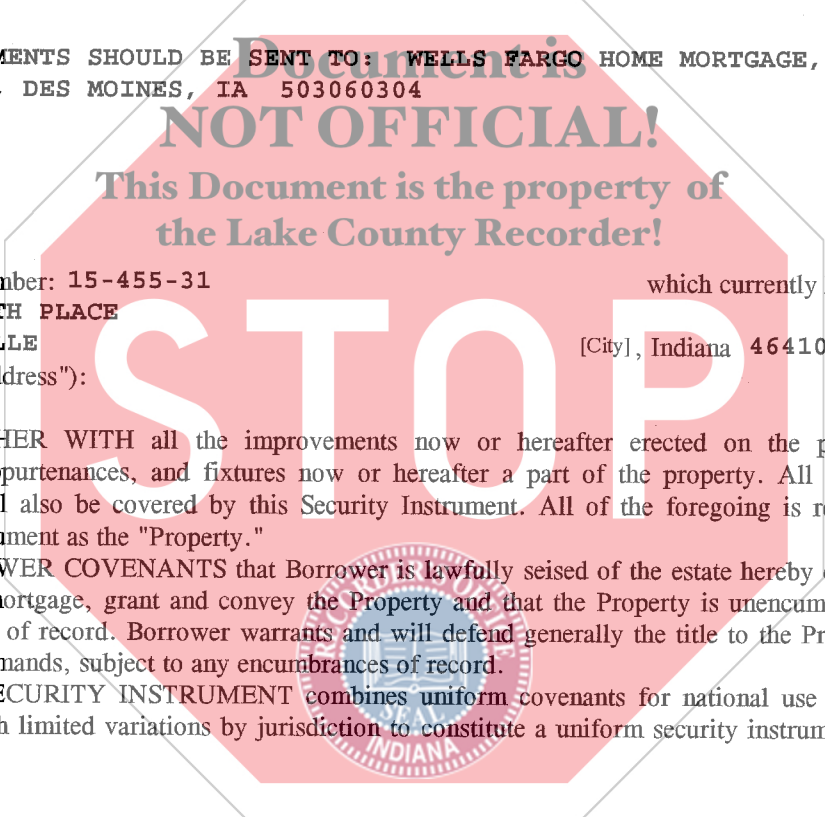 MENTS SHOULD BE SENT TO: WELLS FARGO HOME MORTGAGE,
, DES MOINES, IA 503060304
Document is
NOT OFFICIAL!
This Document is the property of
the Lake County Recorder!
mber: 15-455-31 which currently
TH PLACE
LLE [City], Indiana 46410
dress"):
STOP
HER WITH all the improvements now or hereafter erected on the p
ppurtenances, and fixtures now or hereafter a part of the property. All
l also be covered by this Security Instrument. All of the foregoing is re
ument as the "Property."
WER COVENANTS that Borrower is lawfully seised of the estate hereby
mortgage, grant and convey the Property and that the Property is unencum
of record. Borrower warrants and will defend generally the title to the Pr
mands, subject to any encumbrances of record.
ECURITY INSTRUMENT combines uniform covenants for national use
h limited variations by jurisdiction to constitute a uniform security instrum
SEAL
INDIANA